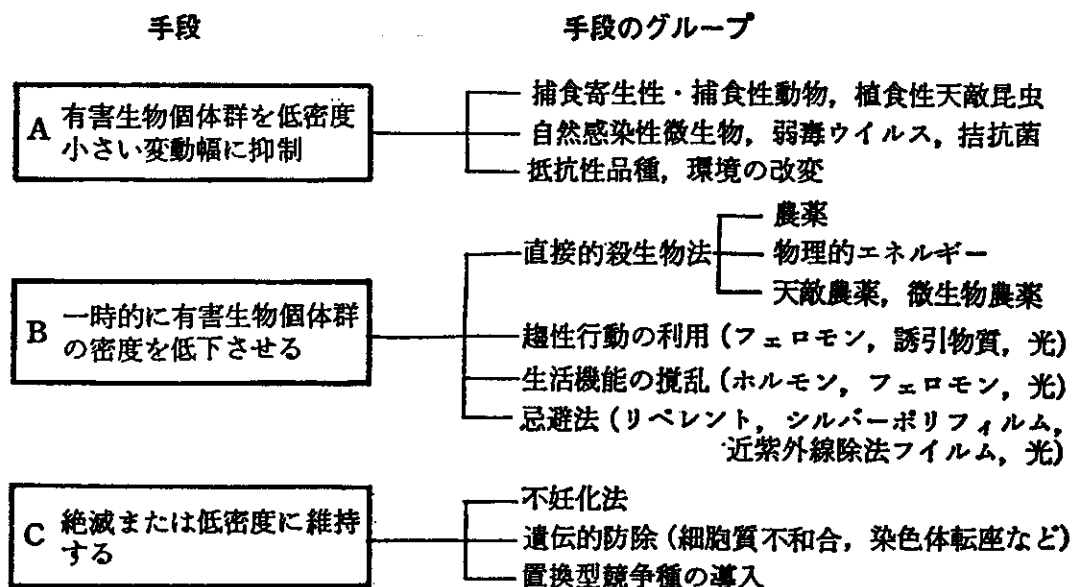 手段 手段のグループ
A 有害生物個体群を低密度
小さい変動幅に抑制
捕食寄生性・捕食性動物，植食性天敵昆虫
自然感染性微生物，弱毒ウイルス，拮抗菌
抵抗性品種，環境の改変
B 一時的に有害生物個体群
の密度を低下させる
直接的殺生物法
農薬
物理的エネルギー
天敵農薬，微生物農薬
趨性行動の利用（フェロモン，誘引物質，光）
生活機能の撹乱（ホルモン，フェロモン，光）
忌避法（リペレント，シルバーポリフィルム，
近紫外線除法フイルム，光）
C 絶滅または低密度に維持
する
不妊化法
遺伝的防除（細胞質不和合，染色体転座など）
置換型競争種の導入